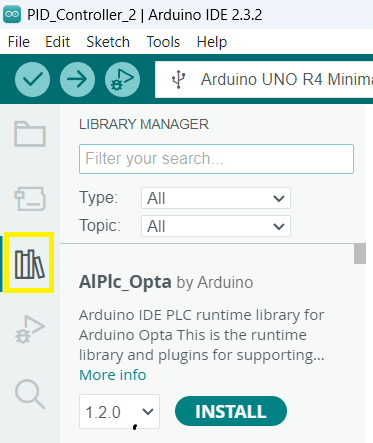 PID_Controller_2 | Arduino IDE 2.3.2
File Edit Sketch Tools Help
Arduino UNO R4 Minima
LIBRARY MANAGER
Filter your search...
Type: All
Topic: All
AlPlc_Opta by Arduino
Arduino IDE PLC runtime library for
Arduino Opta This is the runtime
library and plugins for supporting...
More info
1.2.0 INSTALL